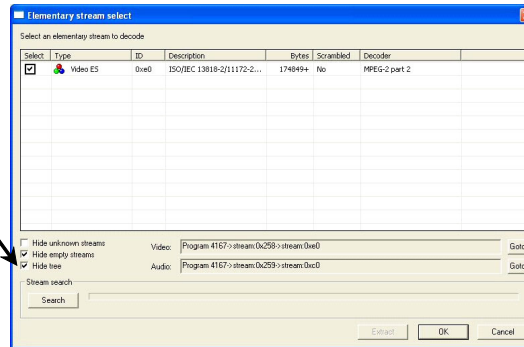 Elementary stream select
Select an elementary stream to decode
Select Type ID Description Bytes Scrambled Decoder
Video ES 0xe0 ISO/IEC 13818-2/11172-2... 174849+ No MPEG-2 part 2
Hide unknown streams
Hide empty streams
Hide tree
Video: Program 4167->stream:0x258->stream:0xe0 Goto
Audio: Program 4167->stream:0x259->stream:0xc0 Goto
Stream search
Search
Extract OK Cancel